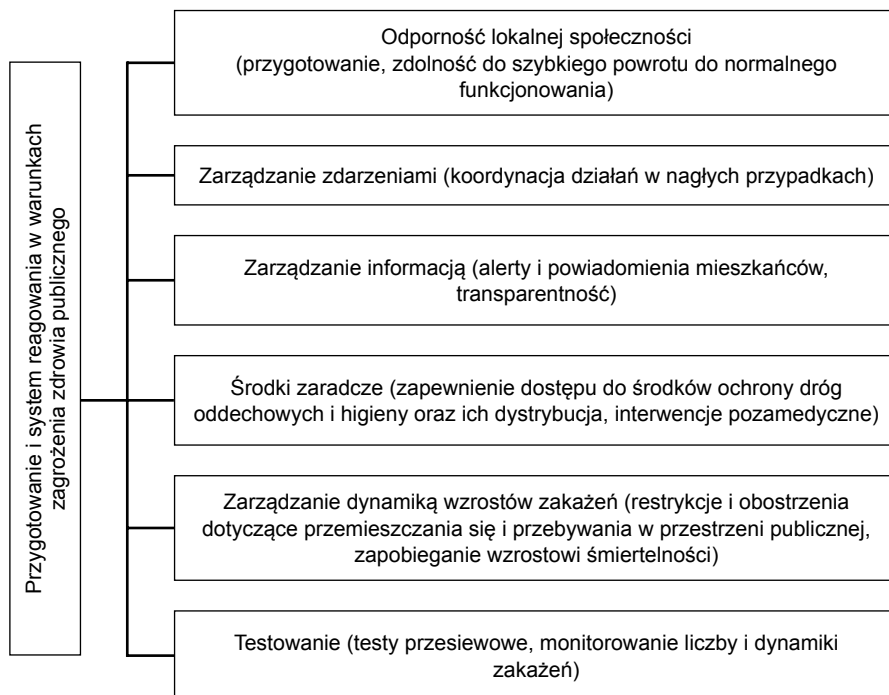 Przygotowanie i system reagowania w warunkach
zagrożenia zdrowia publicznego
Odporność lokalnej społeczności
(przygotowanie, zdolność do szybkiego powrotu do normalnego
funkcjonowania)
Zarządzanie zdarzeniami (koordynacja działań w nagłych przypadkach)
Zarządzanie informacją (alerty i powiadomienia mieszkańców,
transparentność)
Środki zaradcze (zapewnienie dostępu do środków ochrony dróg
oddechowych i higieny oraz ich dystrybucja, interwencje pozamedyczne)
Zarządzanie dynamiką wzrostów zakażeń (restrykcje i obostrzenia
dotyczące przemieszczania się i przebywania w przestrzeni publicznej,
zapobieganie wzrostowi śmiertelności)
Testowanie (testy przesiewowe, monitorowanie liczby i dynamiki
zakażeń)